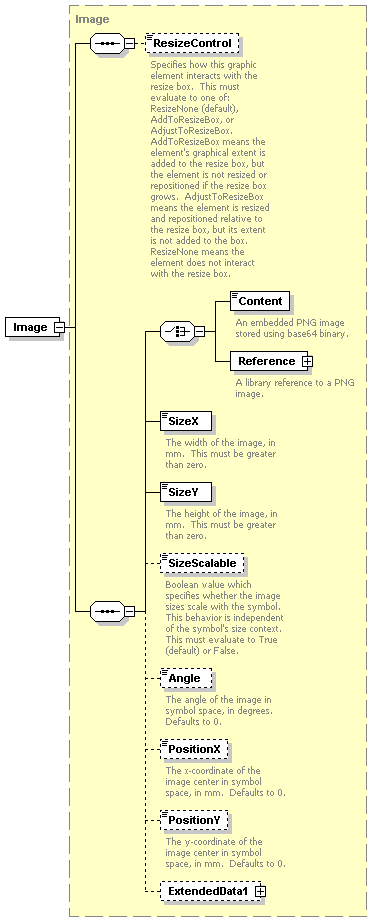 Image
ResizeControl
Specifies how this graphic
element interacts with the
resize box.  This must
evaluate to one of:
ResizeNone (default),
AddToResizeBox, or
AdjustToResizeBox.
AddToResizeBox means the
element's graphical extent is
added to the resize box, but
the element is not resized or
repositioned if the resize box
grows.  AdjustToResizeBox
means the element is resized
and repositioned relative to
the resize box, but its extent
is not added to the box.
ResizeNone means the
element does not interact
with the resize box.
Image
Content
An embedded PNG image
stored using base64 binary.
Reference
A library reference to a PNG
image.
SizeX
The width of the image, in
mm.  This must be greater
than zero.
SizeY
The height of the image, in
mm.  This must be greater
than zero.
SizeScalable
Boolean value which
specifies whether the image
sizes scale with the symbol.
This behavior is independent
of the symbol's size context.
This must evaluate to True
(default) or False.
Angle
The angle of the image in
symbol space, in degrees.
Defaults to 0.
PositionX
The x-coordinate of the
image center in symbol
space, in mm.  Defaults to 0.
PositionY
The y-coordinate of the
image center in symbol
space, in mm.  Defaults to 0.
ExtendedData1